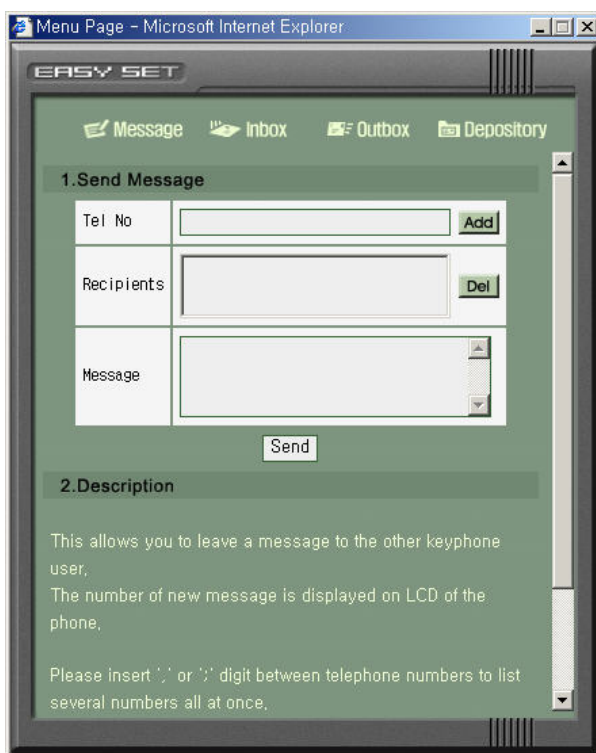 Menu Page - Microsoft Internet Explorer
EASY SET
Message Inbox Outbox Depository
1.Send Message
Tel No Add
Recipients Del
Message
Send
2.Description
This allows you to leave a message to the other keyphone
user,
The number of new message is displayed on LCD of the
phone,
Please insert ',' or ';' digit between telephone numbers to list
several numbers all at once,